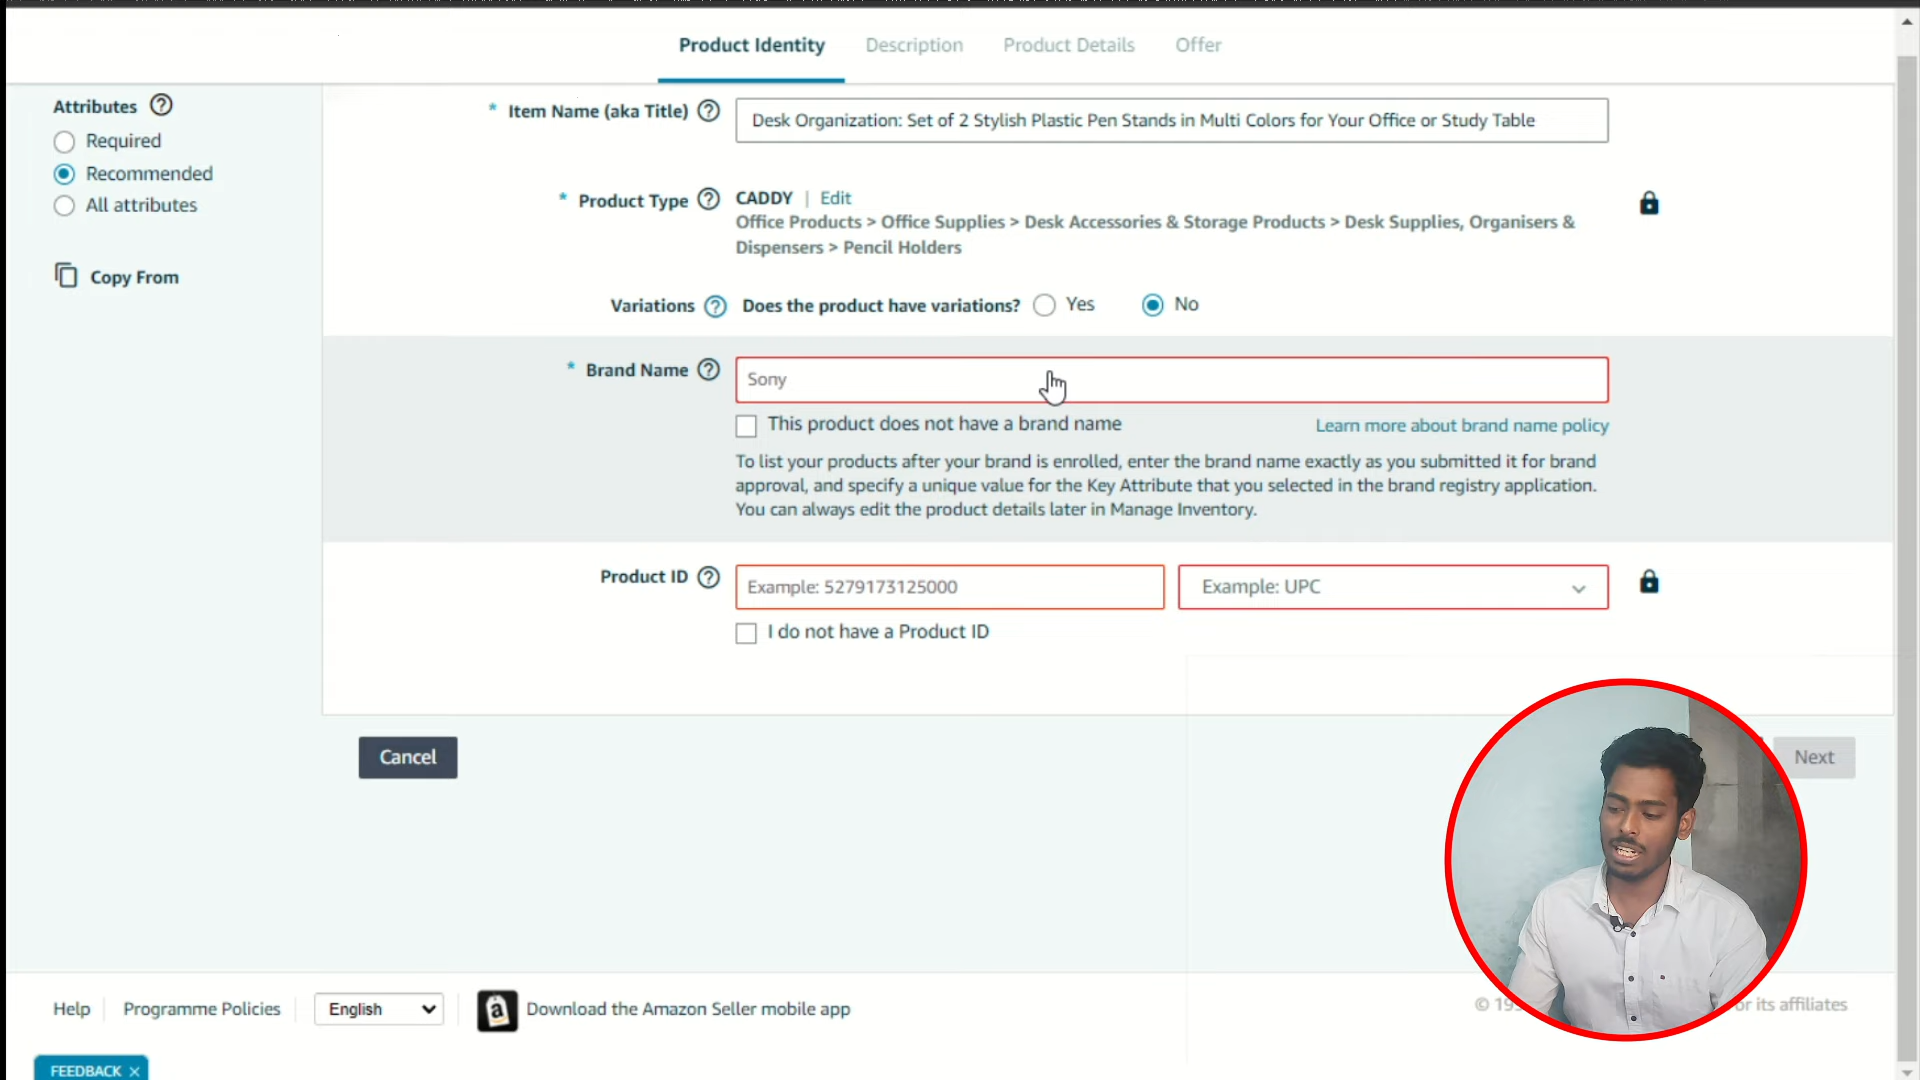 Product Identity
Description
Product Details
Offer
Attributes
Required
Recommended
All attributes
Copy From
* Item Name (aka Title)
Desk Organization: Set of 2 Stylish Plastic Pen Stands in Multi Colors for Your Office or Study Table
* Product Type
CADDY | Edit
Office Products > Office Supplies > Desk Accessories & Storage Products > Desk Supplies, Organisers &
Dispensers > Pencil Holders
Variations
Does the product have variations?
Yes
No
* Brand Name
Sony
This product does not have a brand name
Learn more about brand name policy
To list your products after your brand is enrolled, enter the brand name exactly as you submitted it for brand
approval, and specify a unique value for the Key Attribute that you selected in the brand registry application.
You can always edit the product details later in Manage Inventory.
Product ID
Example: 5279173125000
Example: UPC
I do not have a Product ID
Cancel
Next
Help
Programme Policies
English
a
Download the Amazon Seller mobile app
© 19
or its affiliates
FEEDBACK ×